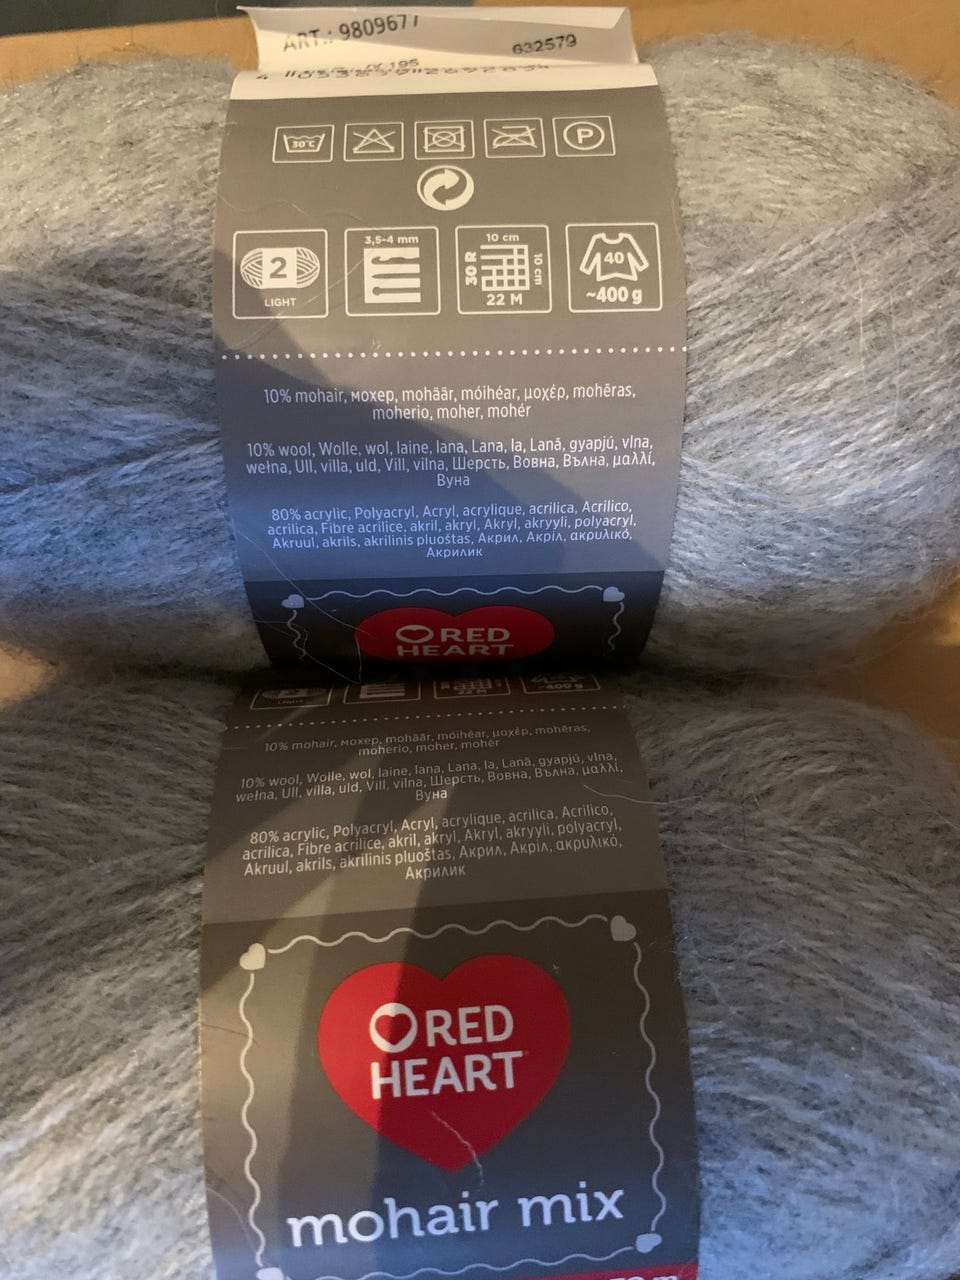 ART.: 9809677
632579
30°C
P
2
LIGHT
3,5-4 mm
10 cm
30 R
10 cm
22 M
40
~400 g
10% mohair, мохер, mohäär, móihéar, μοχέρ, mohēras,
moherio, moher, mohér
10% wool, Wolle, wol, laine, lana, Lana, la, Lană, gyapjú, vlna,
wełna, Ull, villa, uld, Vill, vilna, Шерсть, Вовна, Вълна, μαλλί,
Вуна
80% acrylic, Polyacryl, Acryl, acrylique, acrilica, Acrilico,
acrilica, Fibre acrilice, akril, akryl, Akryl, akryyli, polyacryl,
Akruul, akrils, akrilinis pluoštas, Акрил, Акріл, ακρυλικό,
Акрилик
RED
HEART
LIGHT
22 M
~400 g
10% mohair, мохер, mohäär, móihéar, μοχέρ, mohēras,
moherio, moher, mohér
10% wool, Wolle, wol, laine, lana, Lana, la, Lană, gyapjú, vlna,
wełna, Ull, villa, uld, Vill, vilna, Шерсть, Вовна, Вълна, μαλλί,
Вуна
80% acrylic, Polyacryl, Acryl, acrylique, acrilica, Acrilico,
acrilica, Fibre acrilice, akril, akryl, Akryl, akryyli, polyacryl,
Akruul, akrils, akrilinis pluoštas, Акрил, Акріл, ακρυλικό,
Акрилик
RED
HEART
mohair mix